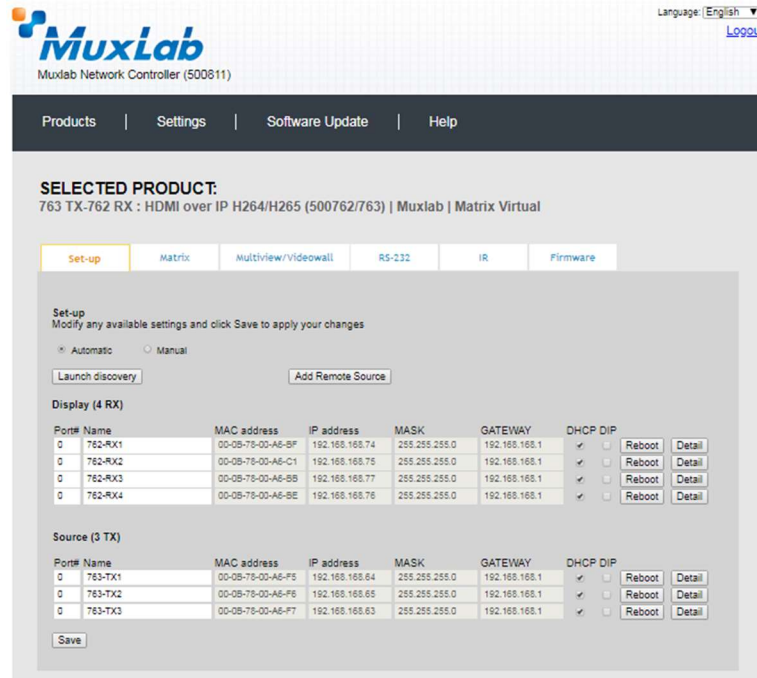 Language: English ▼
Logou
MuxLab
Muxlab Network Controller (500811)
Products | Settings | Software Update | Help
SELECTED PRODUCT:
763 TX-762 RX : HDMI over IP H264/H265 (500762/763) | Muxlab | Matrix Virtual
Set-up Matrix Multiview/Videowall RS-232 IR Firmware
Set-up
Modify any available settings and click Save to apply your changes
Automatic Manual
Launch discovery Add Remote Source
Display (4 RX)
Port# Name MAC address IP address MASK GATEWAY DHCP DIP
0 762-RX1 00-0B-78-00-A6-BF 192.168.168.74 255.255.255.0 192.168.168.1 Reboot Detail
0 762-RX2 00-0B-78-00-A6-C1 192.168.168.75 255.255.255.0 192.168.168.1 Reboot Detail
0 762-RX3 00-0B-78-00-A6-BB 192.168.168.77 255.255.255.0 192.168.168.1 Reboot Detail
0 762-RX4 00-0B-78-00-A6-BE 192.168.168.76 255.255.255.0 192.168.168.1 Reboot Detail
Source (3 TX)
Port# Name MAC address IP address MASK GATEWAY DHCP DIP
0 763-TX1 00-0B-78-00-A6-F5 192.168.168.64 255.255.255.0 192.168.168.1 Reboot Detail
0 763-TX2 00-0B-78-00-A6-F6 192.168.168.65 255.255.255.0 192.168.168.1 Reboot Detail
0 763-TX3 00-0B-78-00-A6-F7 192.168.168.63 255.255.255.0 192.168.168.1 Reboot Detail
Save